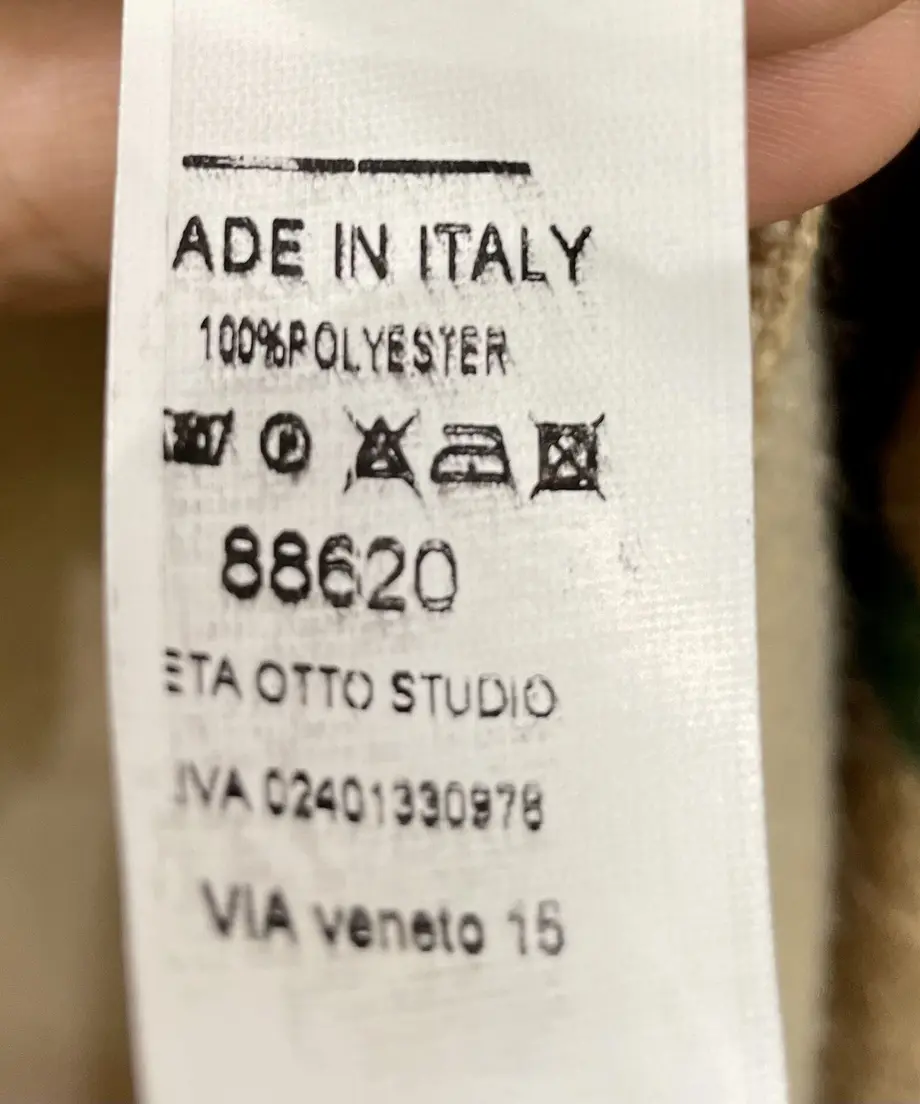 ADE IN ITALY
100%POLYESTER
88620
ETA OTTO STUDIO
IVA 02401330978
VIA veneto 15